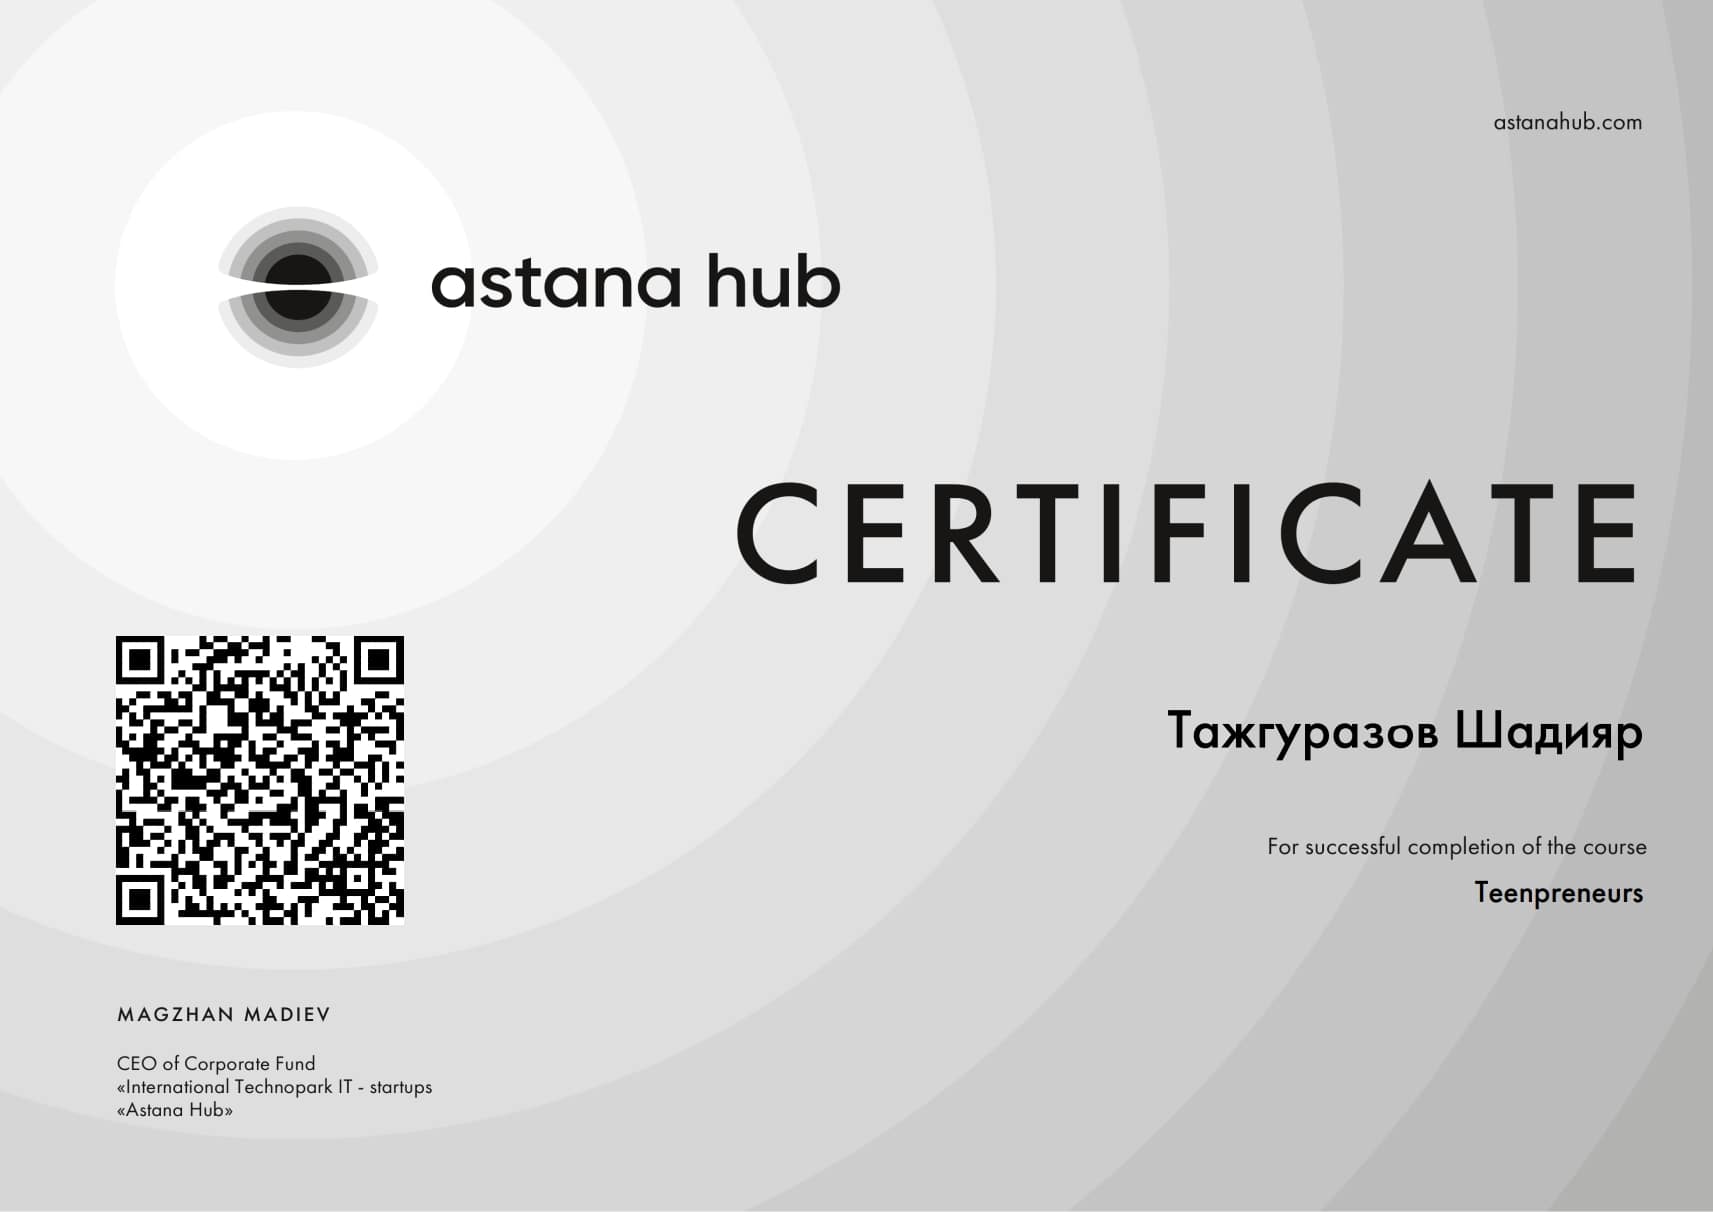 astanahub.com
astana hub
CERTIFICATE
Тажгуразов Шадияр
For successful completion of the course
Teenpreneurs
MAGZHAN MADIEV
CEO of Corporate Fund
«International Technopark IT - startups
«Astana Hub»